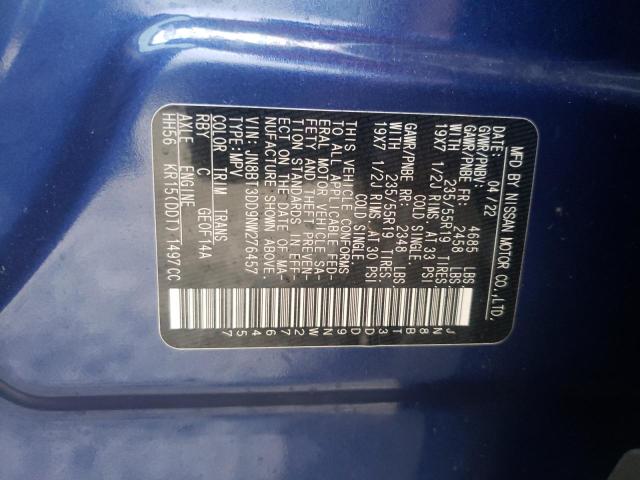 MFD BY NISSAN MOTOR CO.,LTD.
DATE: 04/22
GVWR/PNBV: 4685 LBS.
GAWR/PNBE FR: 2458 LBS.
WITH 235/55R19 TIRES.
19X7 1/2J RIMS. AT 33 PSI
COLD SINGLE.
GAWR/PNBE RR: 2348 LBS.
WITH 235/55R19 TIRES.
19X7 1/2J RIMS. AT 30 PSI
COLD SINGLE.
THIS VEHICLE CONFORMS
TO ALL APPLICABLE FED-
ERAL MOTOR VEHICLE SA-
FETY AND THEFT PREVEN-
TION STANDARDS IN EFF-
ECT ON THE DATE OF MA-
NUFACTURE SHOWN ABOVE.
VIN: JN8BT3DD9NW276457
TYPE: MPV
COLOR TRIM TRANS
RBY C GE0F14A
AXLE ENGINE
HH56 KR15(DDT) 1497CC
JN8BT3DD9NW276457